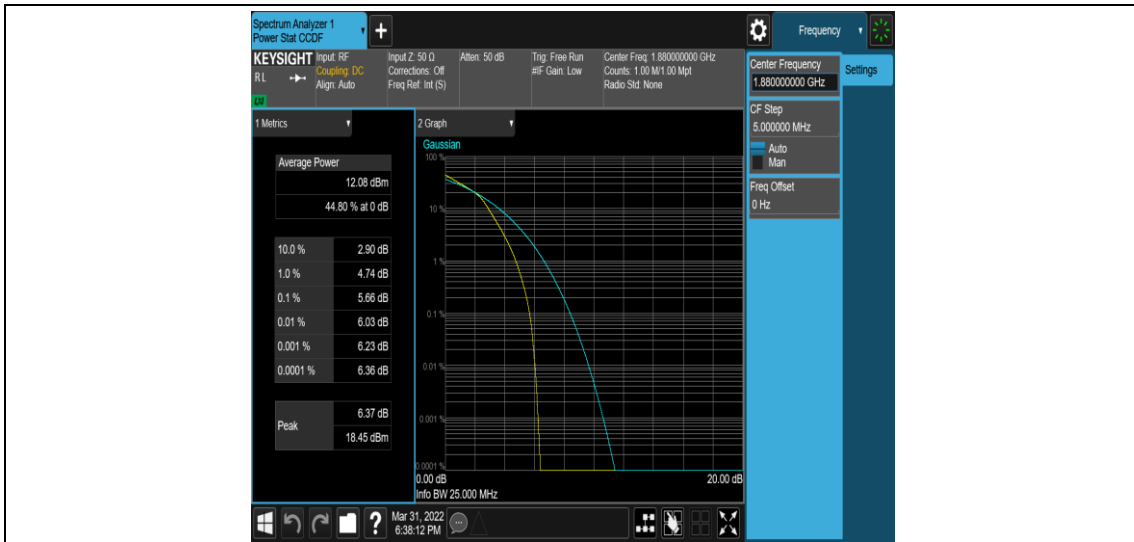 Spectrum Analyzer 1
Power Stat CCDF
Frequency
KEYSIGHT
RL
LXI
Input: RF
Coupling: DC
Align: Auto
Input Z: 50 Ω
Corrections: Off
Freq Ref: Int (S)
Atten: 50 dB
Trig: Free Run
#IF Gain: Low
Center Freq: 1.880000000 GHz
Counts: 1.00 M/1.00 Mpt
Radio Std: None
Center Frequency
1.880000000 GHz
Settings
CF Step
5.000000 MHz
Auto
Man
Freq Offset
0 Hz
1 Metrics
Average Power
12.08 dBm
44.80 % at 0 dB
10.0 % 2.90 dB
1.0 % 4.74 dB
0.1 % 5.66 dB
0.01 % 6.03 dB
0.001 % 6.23 dB
0.0001 % 6.36 dB
Peak
6.37 dB
18.45 dBm
2 Graph
Gaussian
100 %
10 %
1 %
0.1 %
0.01 %
0.001 %
0.0001 %
0.00 dB 20.00 dB
Info BW 25.000 MHz
Mar 31, 2022
6:38:12 PM